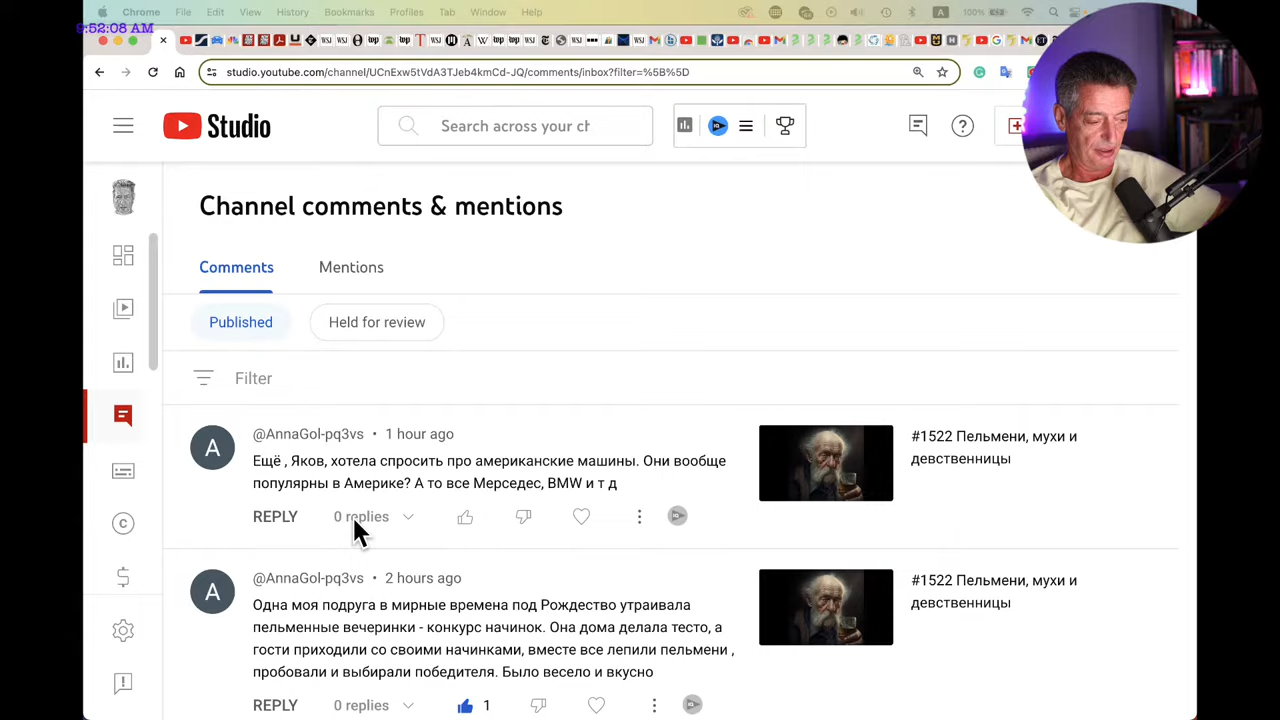 Chrome File Edit View History Bookmarks Profiles Tab Window Help A 100%
9:52:08 AM
studio.youtube.com/channel/UCnExw5tVdA3TJeb4kmCd-JQ/comments/inbox?filter=%5B%5D
Studio
Search across your ch
Channel comments & mentions
Comments Mentions
Published Held for review
Filter
A
@AnnaGol-pq3vs • 1 hour ago
Ещё , Яков, хотела спросить про американские машины. Они вообще
популярны в Америке? А то все Мерседес, BMW и т д
REPLY 0 replies
#1522 Пельмени, мухи и
девственницы
A
@AnnaGol-pq3vs • 2 hours ago
Одна моя подруга в мирные времена под Рождество утраивала
пельменные вечеринки - конкурс начинок. Она дома делала тесто, а
гости приходили со своими начинками, вместе все лепили пельмени ,
пробовали и выбирали победителя. Было весело и вкусно
REPLY 0 replies 1
#1522 Пельмени, мухи и
девственницы